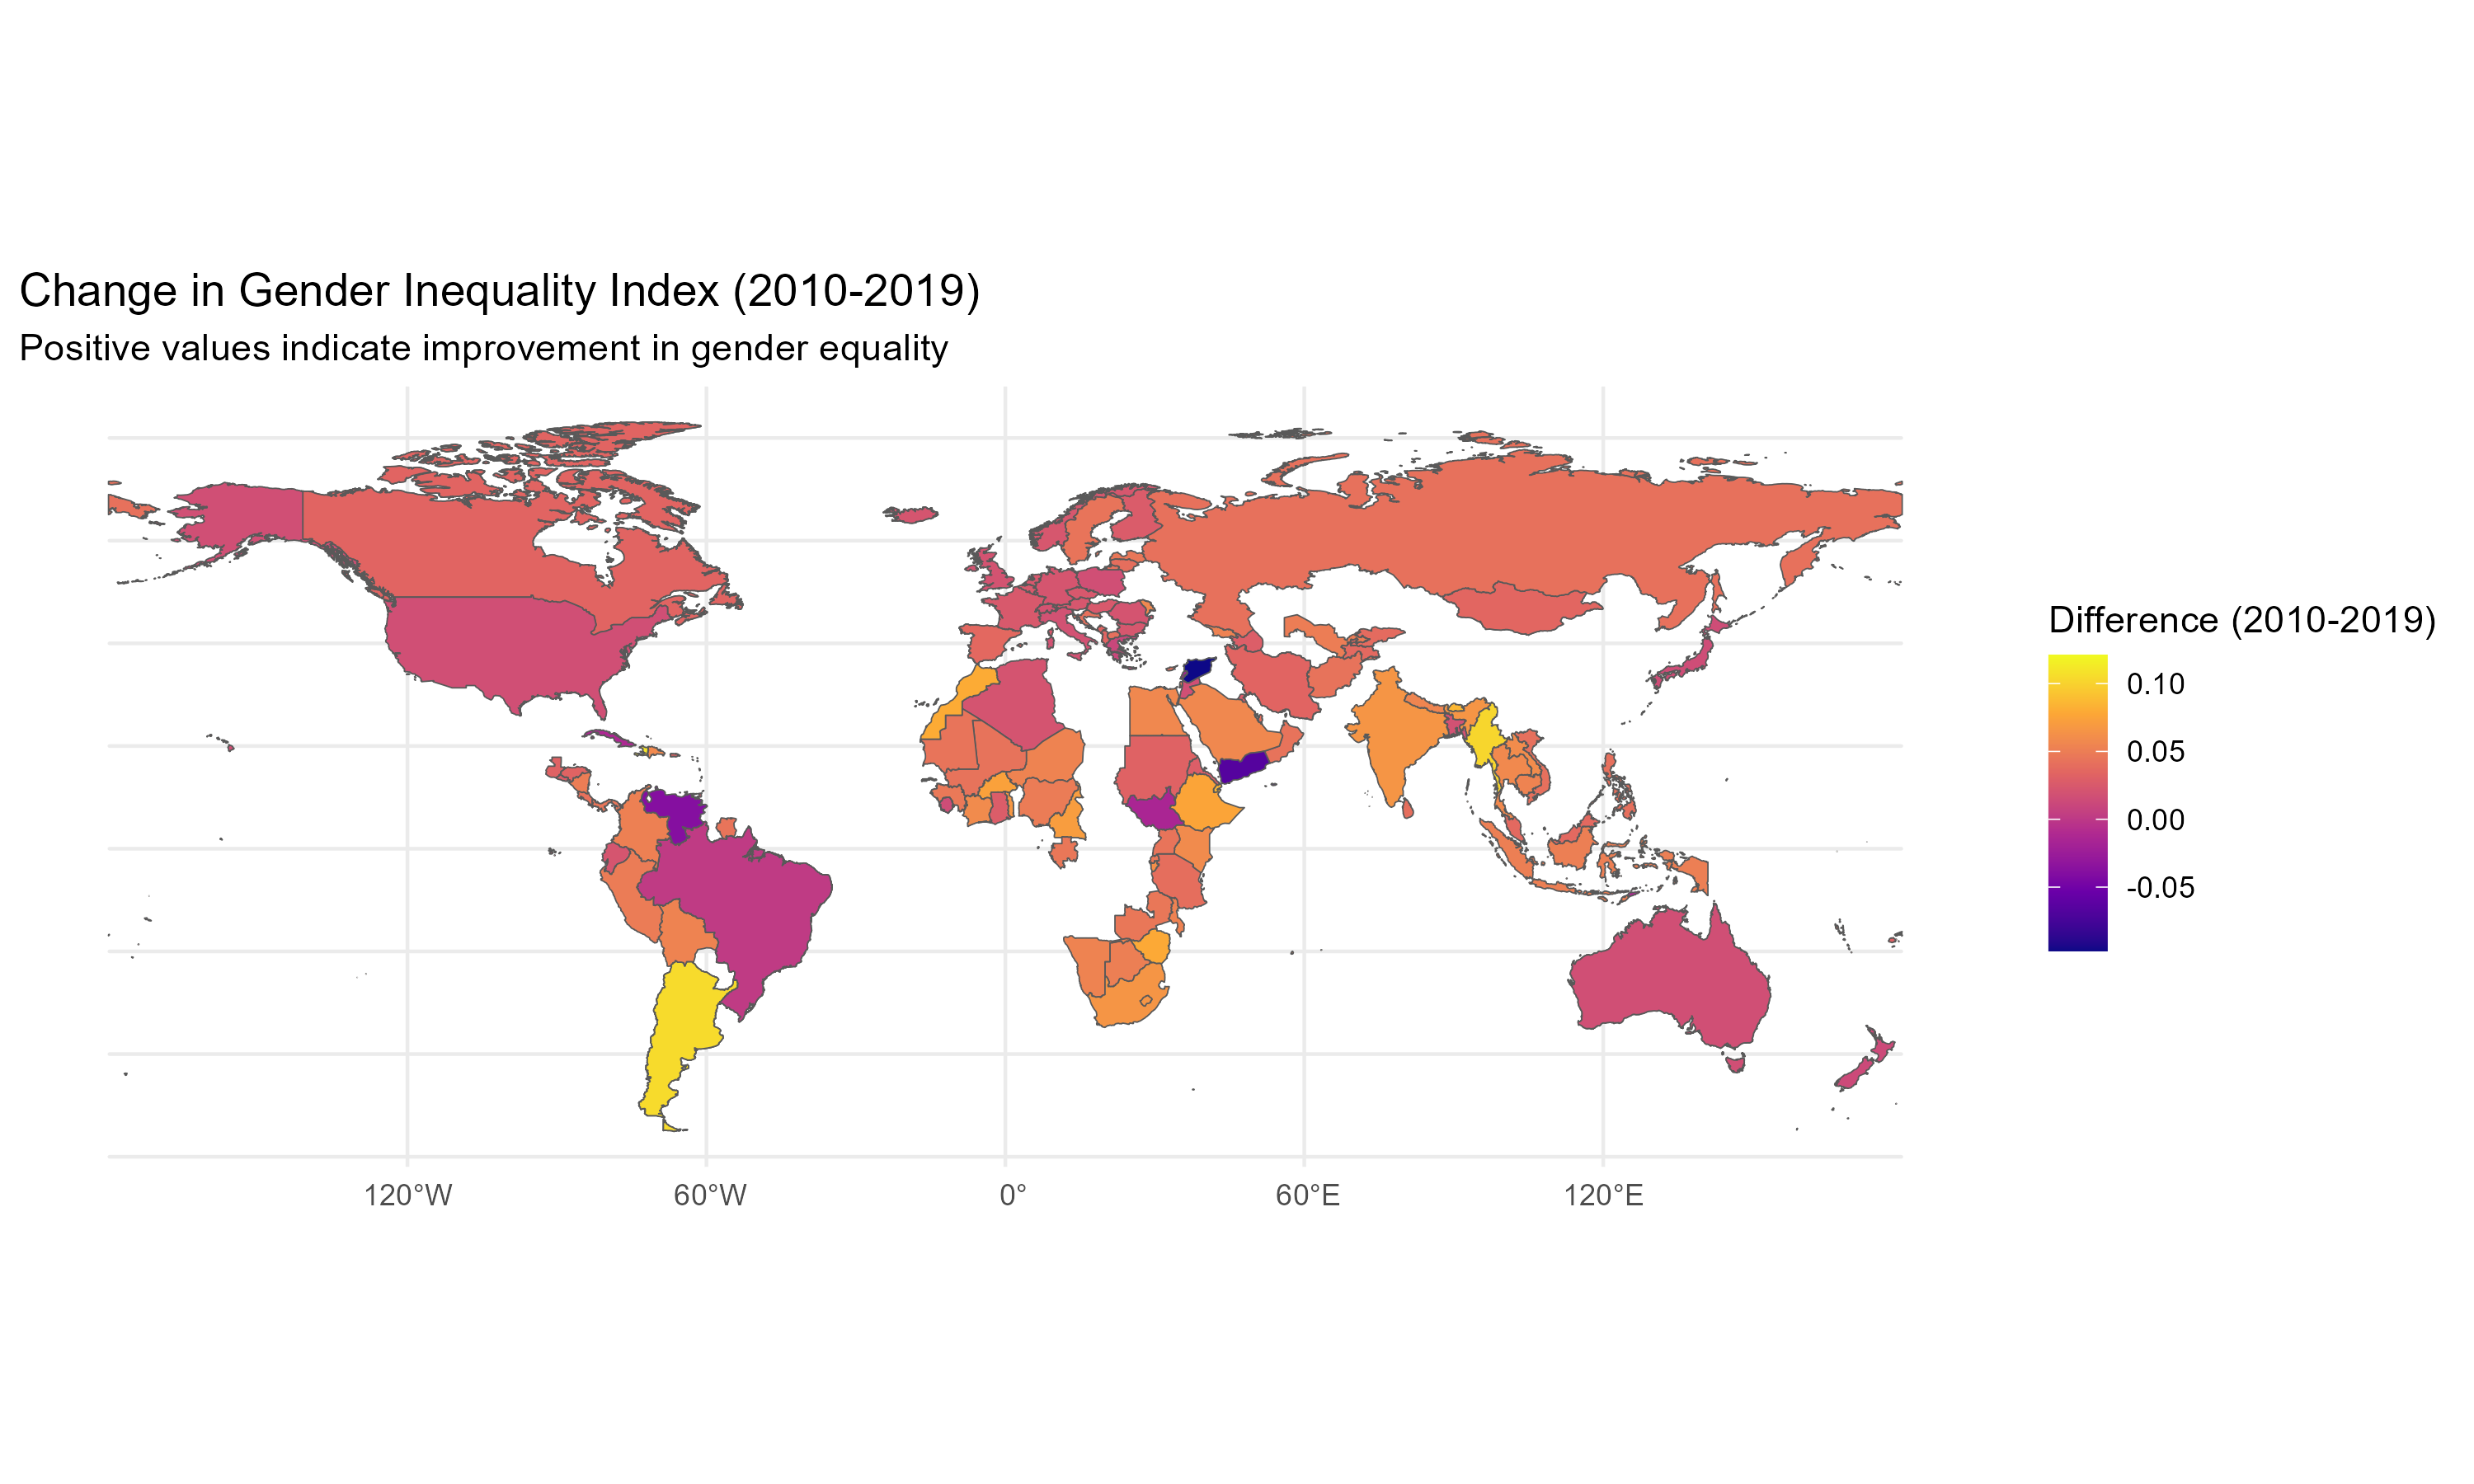 Change in Gender Inequality Index (2010-2019)
Positive values indicate improvement in gender equality
Difference (2010-2019)
0.10
0.05
0.00
-0.05
120°W 60°W 0° 60°E 120°E